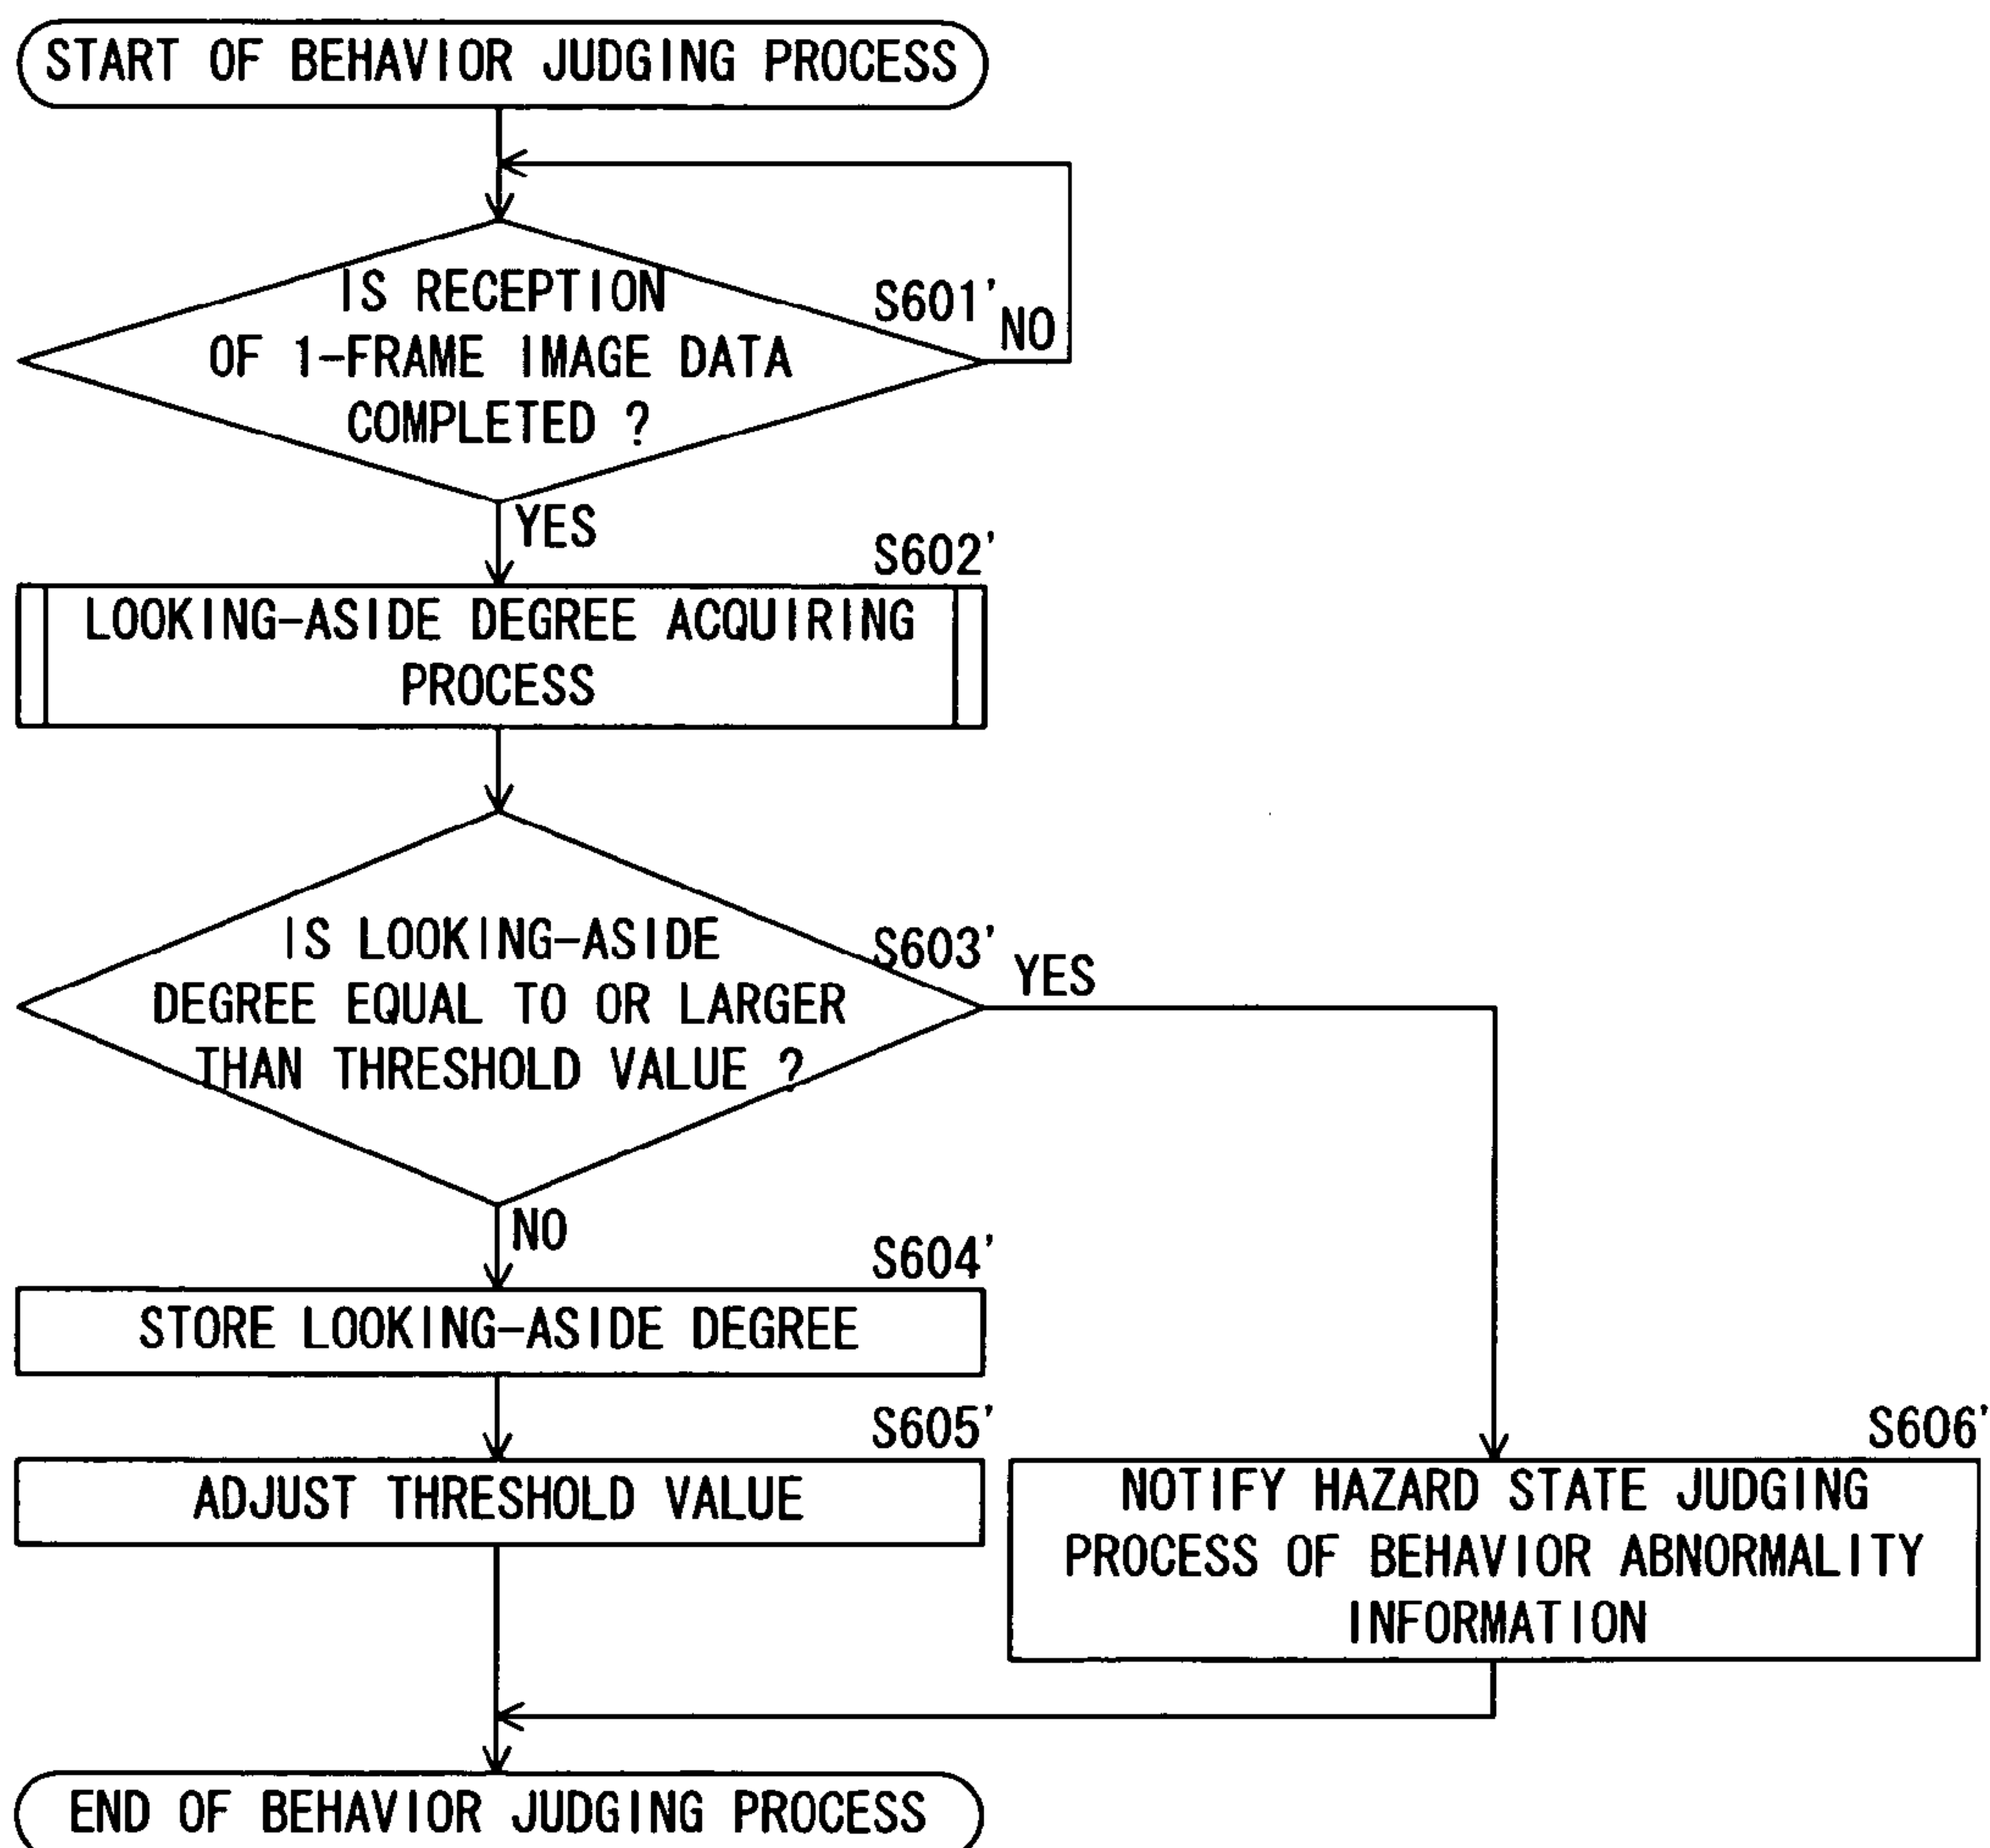 START OF BEHAVIOR JUDGING PROCESS
IS RECEPTION
OF 1-FRAME IMAGE DATA
COMPLETED ?
S601'
NO
YES
S602'
LOOKING-ASIDE DEGREE ACQUIRING
PROCESS
IS LOOKING-ASIDE
DEGREE EQUAL TO OR LARGER
THAN THRESHOLD VALUE ?
S603'
YES
NO
S604'
STORE LOOKING-ASIDE DEGREE
S605'
ADJUST THRESHOLD VALUE
S606'
NOTIFY HAZARD STATE JUDGING
PROCESS OF BEHAVIOR ABNORMALITY
INFORMATION
END OF BEHAVIOR JUDGING PROCESS